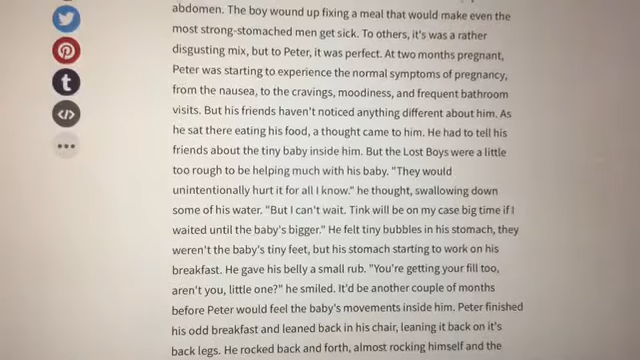 abdomen. The boy wound up fixing a meal that would make even the
most strong-stomached men get sick. To others, it's was a rather
disgusting mix, but to Peter, it was perfect. At two months pregnant,
Peter was starting to experience the normal symptoms of pregnancy,
from the nausea, to the cravings, moodiness, and frequent bathroom
visits. But his friends haven't noticed anything different about him. As
he sat there eating his food, a thought came to him. He had to tell his
friends about the tiny baby inside him. But the Lost Boys were a little
too rough to be helping much with his baby. "They would
unintentionally hurt it for all I know." he thought, swallowing down
some of his water. "But I can't wait. Tink will be on my case big time if I
waited until the baby's bigger." He felt tiny bubbles in his stomach, they
weren't the baby's tiny feet, but his stomach starting to work on his
breakfast. He gave his belly a small rub. "You're getting your fill too,
aren't you, little one?" he smiled. It'd be another couple of months
before Peter would feel the baby's movements inside him. Peter finished
his odd breakfast and leaned back in his chair, leaning it back on it's
back legs. He rocked back and forth, almost rocking himself and the